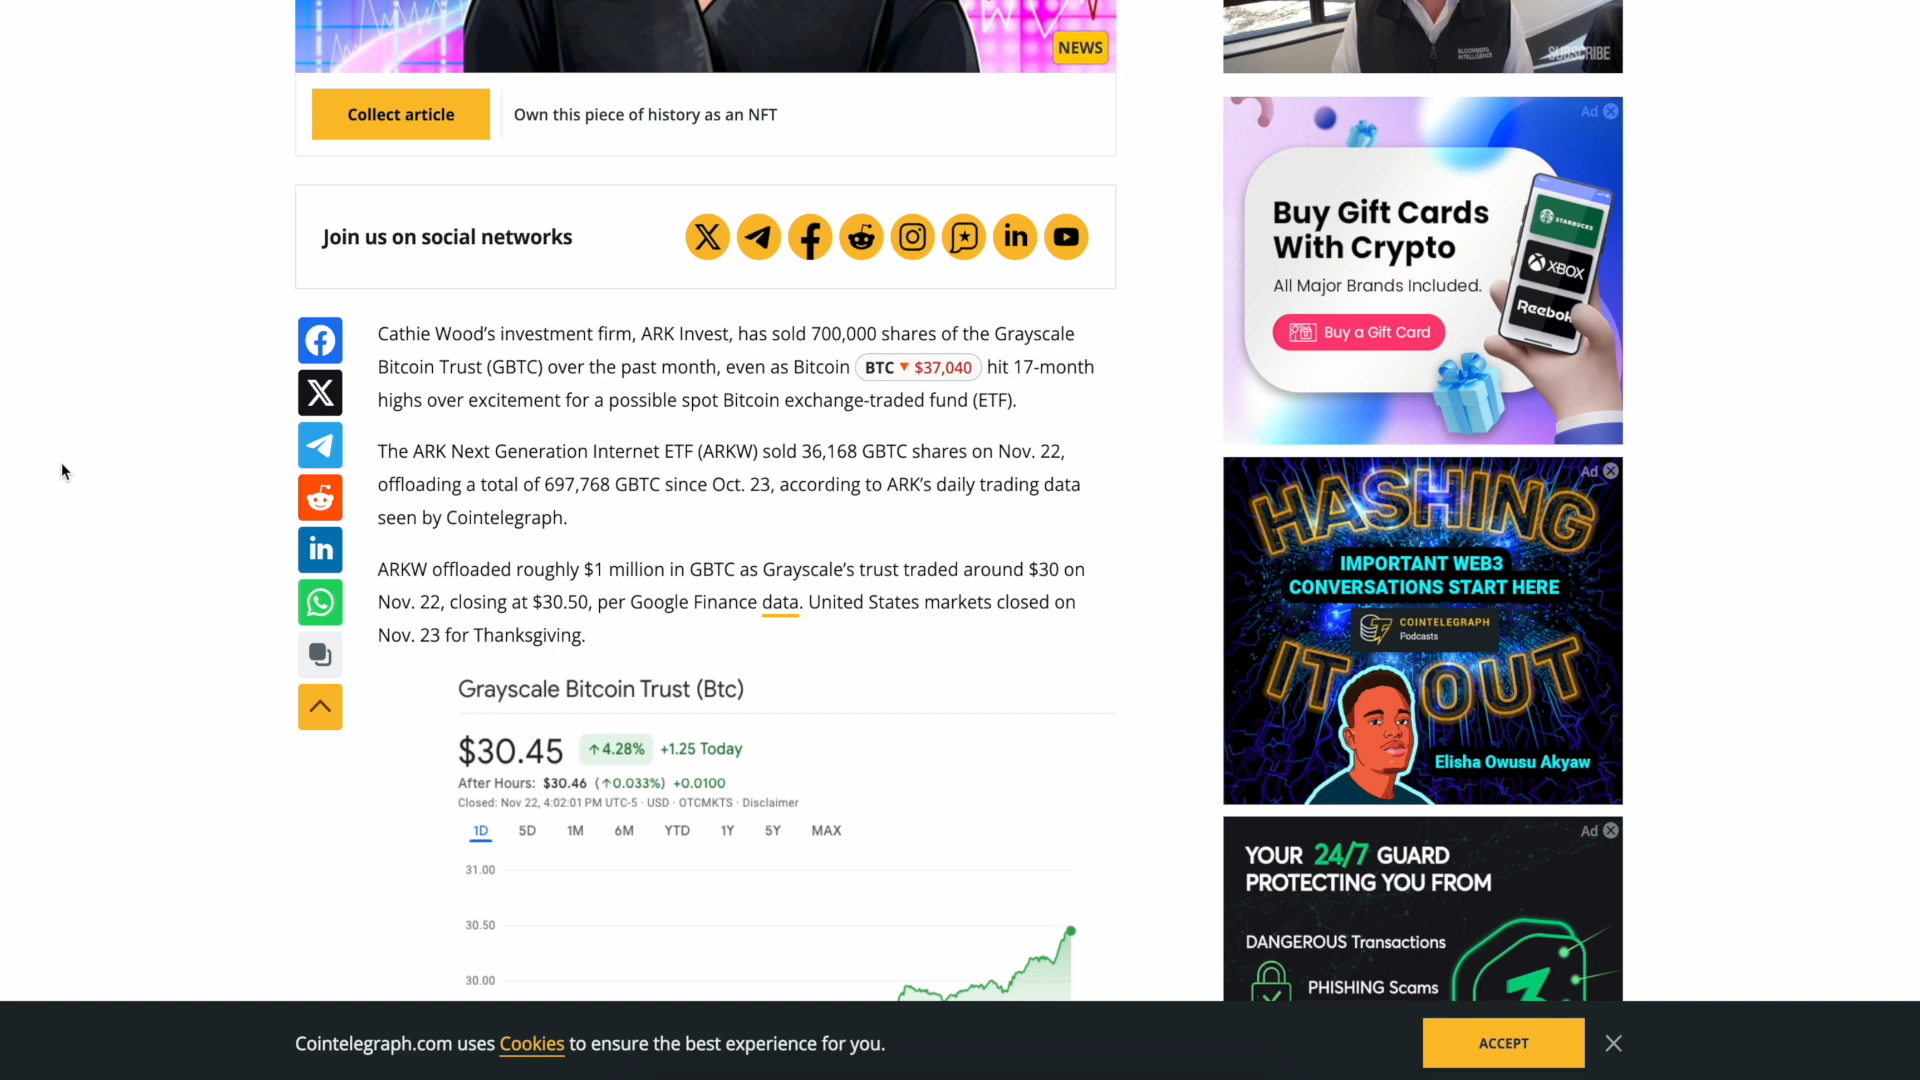 NEWS
Collect article
Own this piece of history as an NFT
Join us on social networks
Cathie Wood’s investment firm, ARK Invest, has sold 700,000 shares of the Grayscale
Bitcoin Trust (GBTC) over the past month, even as Bitcoin BTC ▼ $37,040 hit 17-month
highs over excitement for a possible spot Bitcoin exchange-traded fund (ETF).
The ARK Next Generation Internet ETF (ARKW) sold 36,168 GBTC shares on Nov. 22,
offloading a total of 697,768 GBTC since Oct. 23, according to ARK’s daily trading data
seen by Cointelegraph.
ARKW offloaded roughly $1 million in GBTC as Grayscale’s trust traded around $30 on
Nov. 22, closing at $30.50, per Google Finance data. United States markets closed on
Nov. 23 for Thanksgiving.
Grayscale Bitcoin Trust (Btc)
$30.45 ↑4.28% +1.25 Today
After Hours: $30.46 (↑0.033%) +0.0100
Closed: Nov 22, 4:02:01 PM UTC-5 · USD · OTCMKTS · Disclaimer
1D 5D 1M 6M YTD 1Y 5Y MAX
31.00
30.50
30.00
BLOOMBERG
INTELLIGENCE
SUBSCRIBE
Ad
Buy Gift Cards
With Crypto
All Major Brands Included.
Buy a Gift Card
STARBUCKS
XBOX
Reebok
Ad
HASHING
IMPORTANT WEB3
CONVERSATIONS START HERE
COINTELEGRAPH
Podcasts
IT OUT
Elisha Owusu Akyaw
Ad
YOUR 24/7 GUARD
PROTECTING YOU FROM
DANGEROUS Transactions
PHISHING Scams
Cointelegraph.com uses Cookies to ensure the best experience for you.
ACCEPT